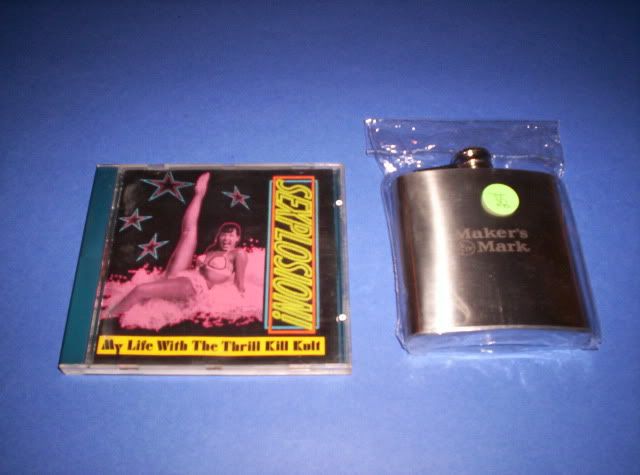 SEXPLOSION!
My Life With The Thrill Kill Kult
Maker's
Mark